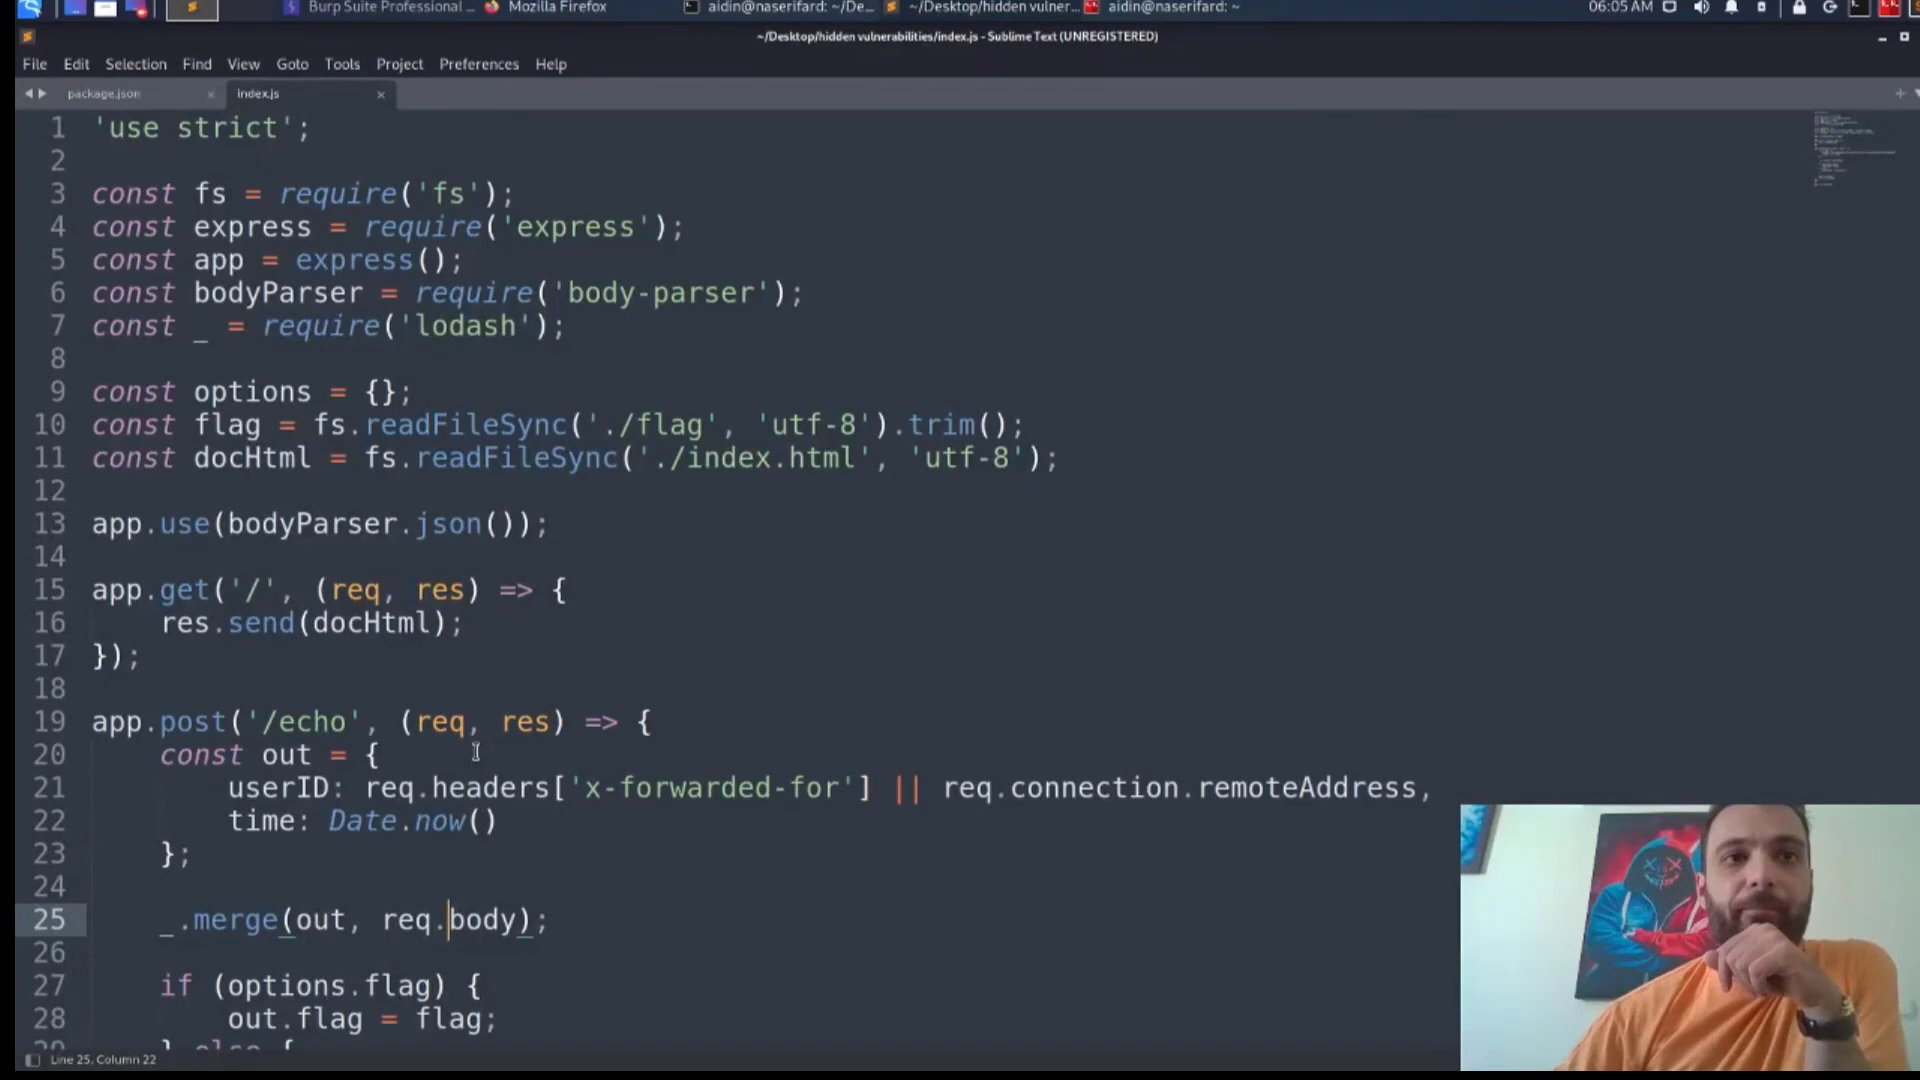 Burp Suite Professional ...
Mozilla Firefox
aidin@naserifard: ~/De...
~/Desktop/hidden vulner...
aidin@naserifard: ~
06:05 AM
~/Desktop/hidden vulnerabilities/index.js - Sublime Text (UNREGISTERED)
File Edit Selection Find View Goto Tools Project Preferences Help
package.json × index.js ×
1 'use strict';
2
3 const fs = require('fs');
4 const express = require('express');
5 const app = express();
6 const bodyParser = require('body-parser');
7 const _ = require('lodash');
8
9 const options = {};
10 const flag = fs.readFileSync('./flag', 'utf-8').trim();
11 const docHtml = fs.readFileSync('./index.html', 'utf-8');
12
13 app.use(bodyParser.json());
14
15 app.get('/', (req, res) => {
16 res.send(docHtml);
17 });
18
19 app.post('/echo', (req, res) => {
20 const out = {
21 userID: req.headers['x-forwarded-for'] || req.connection.remoteAddress,
22 time: Date.now()
23 };
24
25 _.merge(out, req.body);
26
27 if (options.flag) {
28 out.flag = flag;
29 } else {
Line 25, Column 22